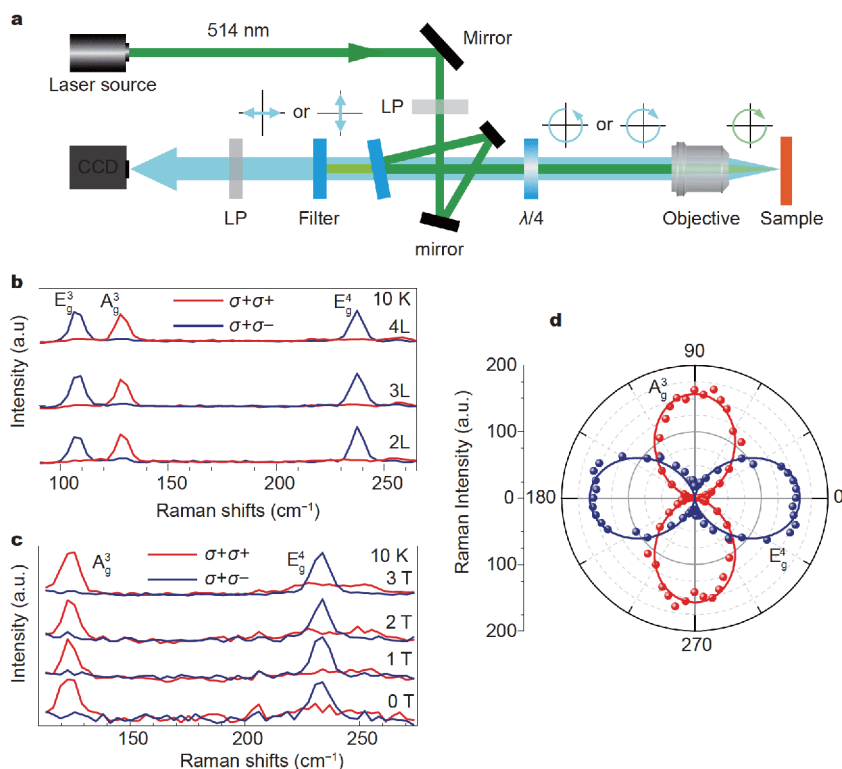 a
514 nm
Mirror
Laser source
LP
or
or
CCD
LP
Filter
mirror
λ/4
Objective
Sample
b
E³g
A³g
σ+σ+
σ+σ−
E⁴g
10 K
4L
3L
2L
Intensity (a.u)
100
150
200
250
Raman shifts (cm⁻¹)
c
A³g
σ+σ+
σ+σ−
E⁴g
10 K
3 T
2 T
1 T
0 T
Intensity (a.u.)
150
200
250
Raman shifts (cm⁻¹)
d
90
200
A³g
100
Raman Intensity (a.u.)
0
180
0
E⁴g
100
200
270